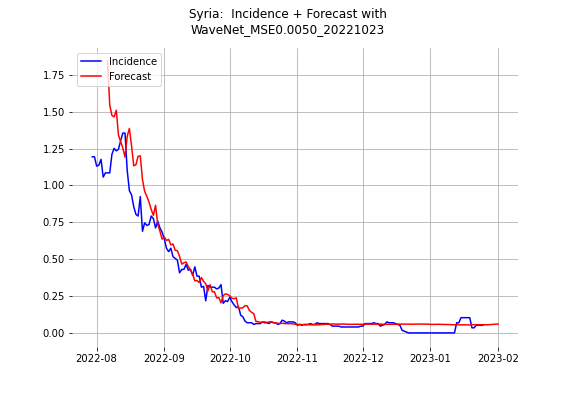 Syria:  Incidence + Forecast with
WaveNet_MSE0.0050_20221023
Incidence
Forecast
1.75
1.50
1.25
1.00
0.75
0.50
0.25
0.00
2022-08 2022-09 2022-10 2022-11 2022-12 2023-01 2023-02